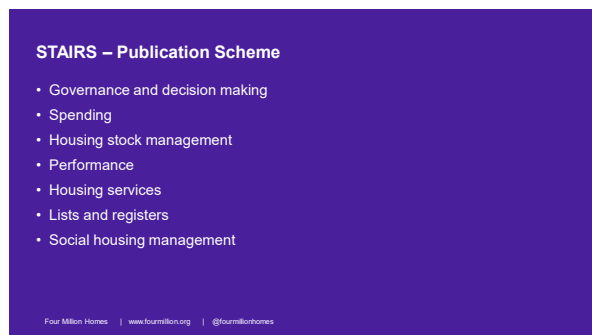 STAIRS – Publication Scheme
• Governance and decision making
• Spending
• Housing stock management
• Performance
• Housing services
• Lists and registers
• Social housing management
Four Million Homes | www.fourmillion.org | @fourmillionhomes